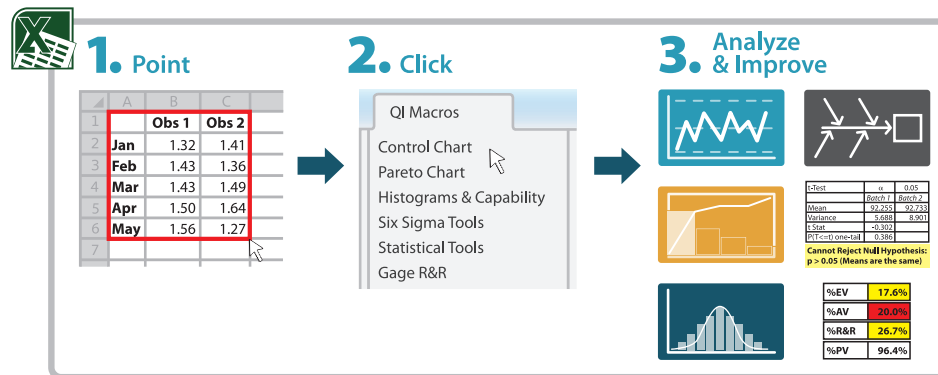 X
1. Point
A B C
1 Obs 1 Obs 2
2 Jan 1.32 1.41
3 Feb 1.43 1.36
4 Mar 1.43 1.49
5 Apr 1.50 1.64
6 May 1.56 1.27
7
2. Click
QI Macros
Control Chart
Pareto Chart
Histograms & Capability
Six Sigma Tools
Statistical Tools
Gage R&R
3. Analyze
& Improve
t-Test α 0.05
Batch 1 Batch 2
Mean 92.255 92.733
Variance 5.688 8.901
t Stat -0.302
P(T<=t) one-tail 0.386
Cannot Reject Null Hypothesis:
p > 0.05 (Means are the same)
%EV 17.6%
%AV 20.0%
%R&R 26.7%
%PV 96.4%